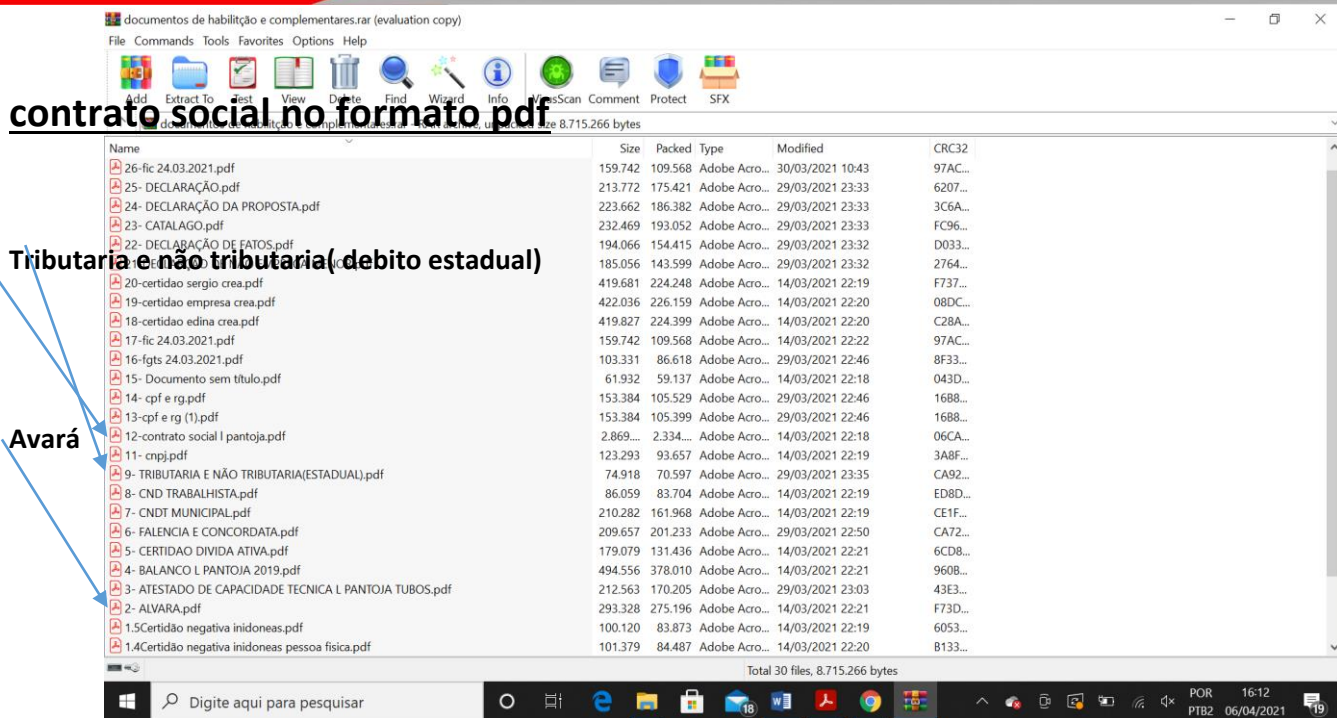 documentos de habilitção e complementares.rar (evaluation copy)
File Commands Tools Favorites Options Help
Add Extract To Test View Delete Find Wizard Info VirusScan Comment Protect SFX
contrato social no formato pdf
documentos de habilitção e complementares.rar - RAR archive, unpacked size 8.715.266 bytes
Name Size Packed Type Modified CRC32
26-fic 24.03.2021.pdf 159.742 109.568 Adobe Acro... 30/03/2021 10:43 97AC...
25- DECLARAÇÃO.pdf 213.772 175.421 Adobe Acro... 29/03/2021 23:33 6207...
24- DECLARAÇÃO DA PROPOSTA.pdf 223.662 186.382 Adobe Acro... 29/03/2021 23:33 3C6A...
23- CATALAGO.pdf 232.469 193.052 Adobe Acro... 29/03/2021 23:33 FC96...
22- DECLARAÇÃO DE FATOS.pdf 194.066 154.415 Adobe Acro... 29/03/2021 23:32 D033...
Tributaria e não tributaria( debito estadual)
185.056 143.599 Adobe Acro... 29/03/2021 23:32 2764...
20-certidao sergio crea.pdf 419.681 224.248 Adobe Acro... 14/03/2021 22:19 F737...
19-certidao empresa crea.pdf 422.036 226.159 Adobe Acro... 14/03/2021 22:20 08DC...
18-certidao edina crea.pdf 419.827 224.399 Adobe Acro... 14/03/2021 22:20 C28A...
17-fic 24.03.2021.pdf 159.742 109.568 Adobe Acro... 14/03/2021 22:22 97AC...
16-fgts 24.03.2021.pdf 103.331 86.618 Adobe Acro... 29/03/2021 22:46 8F33...
15- Documento sem título.pdf 61.932 59.137 Adobe Acro... 14/03/2021 22:18 043D...
14- cpf e rg.pdf 153.384 105.529 Adobe Acro... 29/03/2021 22:46 16B8...
13-cpf e rg (1).pdf 153.384 105.399 Adobe Acro... 29/03/2021 22:46 16B8...
Avará
12-contrato social l pantoja.pdf 2.869.... 2.334.... Adobe Acro... 14/03/2021 22:18 06CA...
11- cnpj.pdf 123.293 93.657 Adobe Acro... 14/03/2021 22:19 3A8F...
9- TRIBUTARIA E NÃO TRIBUTARIA(ESTADUAL).pdf 74.918 70.597 Adobe Acro... 29/03/2021 23:35 CA92...
8- CND TRABALHISTA.pdf 86.059 83.704 Adobe Acro... 14/03/2021 22:19 ED8D...
7- CNDT MUNICIPAL.pdf 210.282 161.968 Adobe Acro... 14/03/2021 22:19 CE1F...
6- FALENCIA E CONCORDATA.pdf 209.657 201.233 Adobe Acro... 29/03/2021 22:50 CA72...
5- CERTIDAO DIVIDA ATIVA.pdf 179.079 131.436 Adobe Acro... 14/03/2021 22:21 6CD8...
4- BALANCO L PANTOJA 2019.pdf 494.556 378.010 Adobe Acro... 14/03/2021 22:21 960B...
3- ATESTADO DE CAPACIDADE TECNICA L PANTOJA TUBOS.pdf 212.563 170.205 Adobe Acro... 29/03/2021 23:03 43E3...
2- ALVARA.pdf 293.328 275.196 Adobe Acro... 14/03/2021 22:21 F73D...
1.5Certidão negativa inidoneas.pdf 100.120 83.873 Adobe Acro... 14/03/2021 22:19 6053...
1.4Certidão negativa inidoneas pessoa fisica.pdf 101.379 84.487 Adobe Acro... 14/03/2021 22:20 B133...
Total 30 files, 8.715.266 bytes
Digite aqui para pesquisar 18 POR 16:12
PTB2 06/04/2021 19